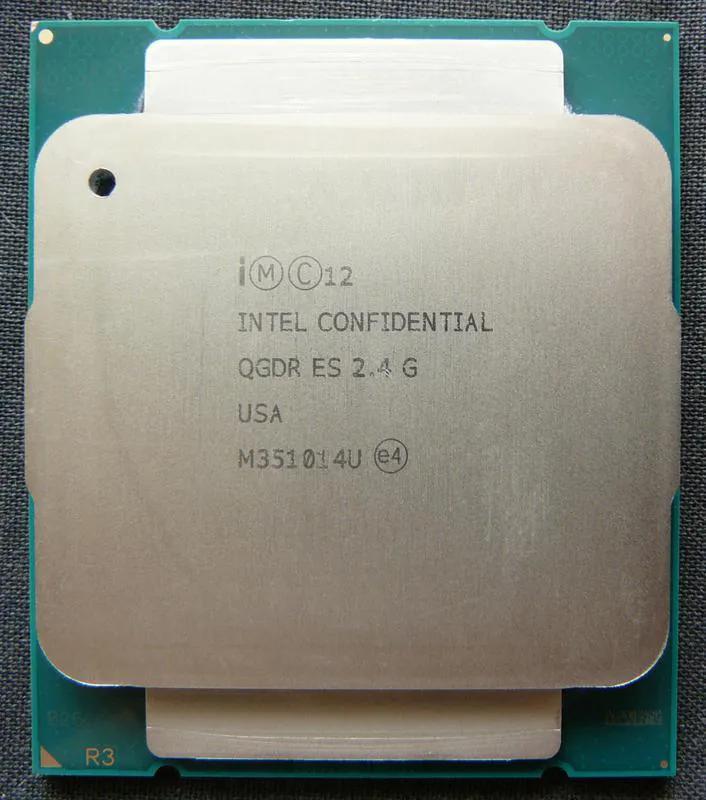 iⓂⒸ12
INTEL CONFIDENTIAL
QGDR ES 2.4 G
USA
M351014U e4
R3